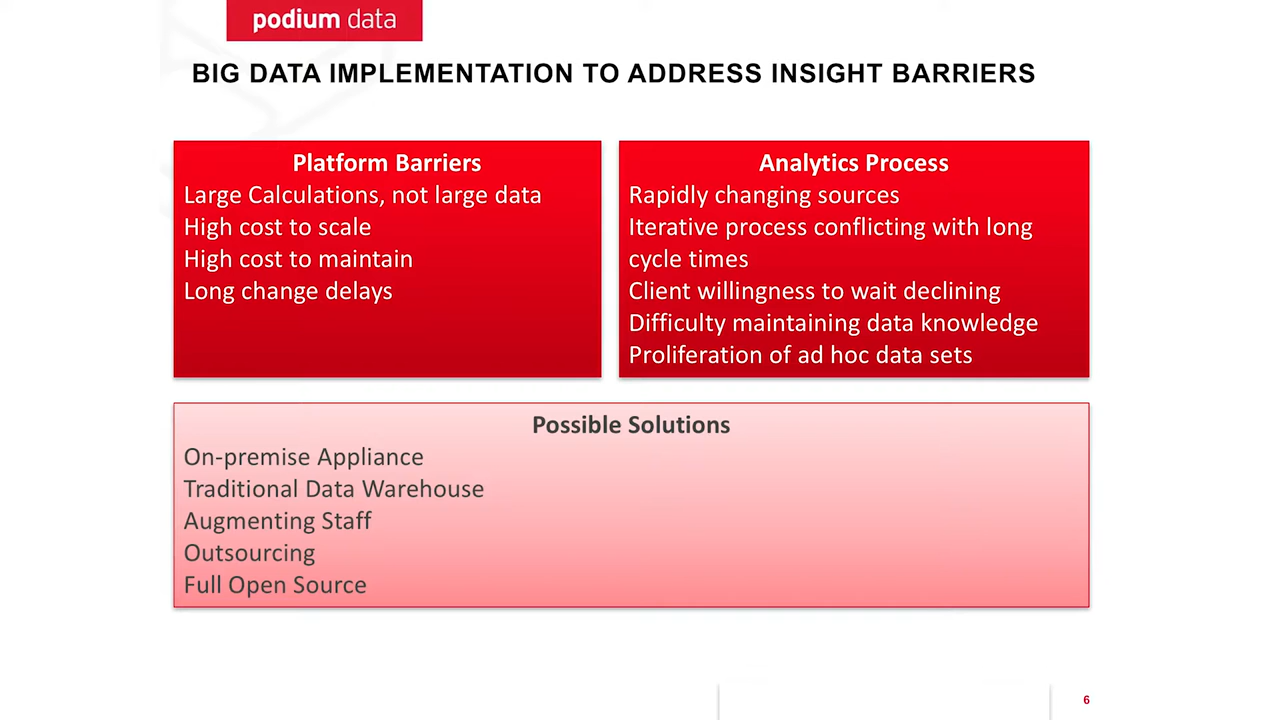 podium data
BIG DATA IMPLEMENTATION TO ADDRESS INSIGHT BARRIERS
Platform Barriers
Large Calculations, not large data
High cost to scale
High cost to maintain
Long change delays
Analytics Process
Rapidly changing sources
Iterative process conflicting with long
cycle times
Client willingness to wait declining
Difficulty maintaining data knowledge
Proliferation of ad hoc data sets
Possible Solutions
On-premise Appliance
Traditional Data Warehouse
Augmenting Staff
Outsourcing
Full Open Source
6